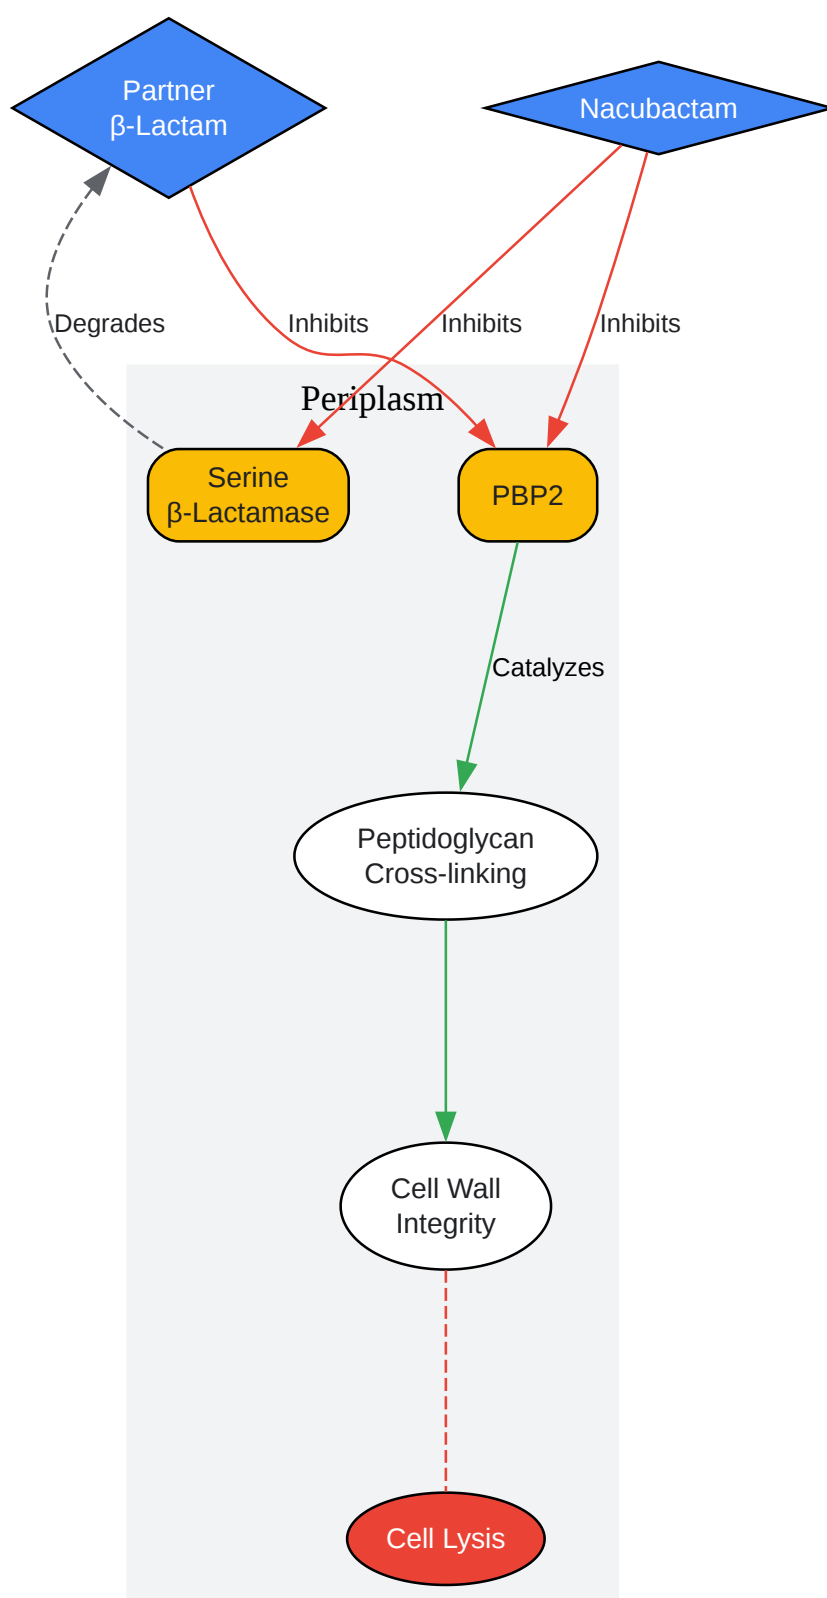 Partner
β-Lactam
Nacubactam
Degrades
Inhibits
Inhibits
Inhibits
Periplasm
Serine
β-Lactamase
PBP2
Catalyzes
Peptidoglycan
Cross-linking
Cell Wall
Integrity
Cell Lysis